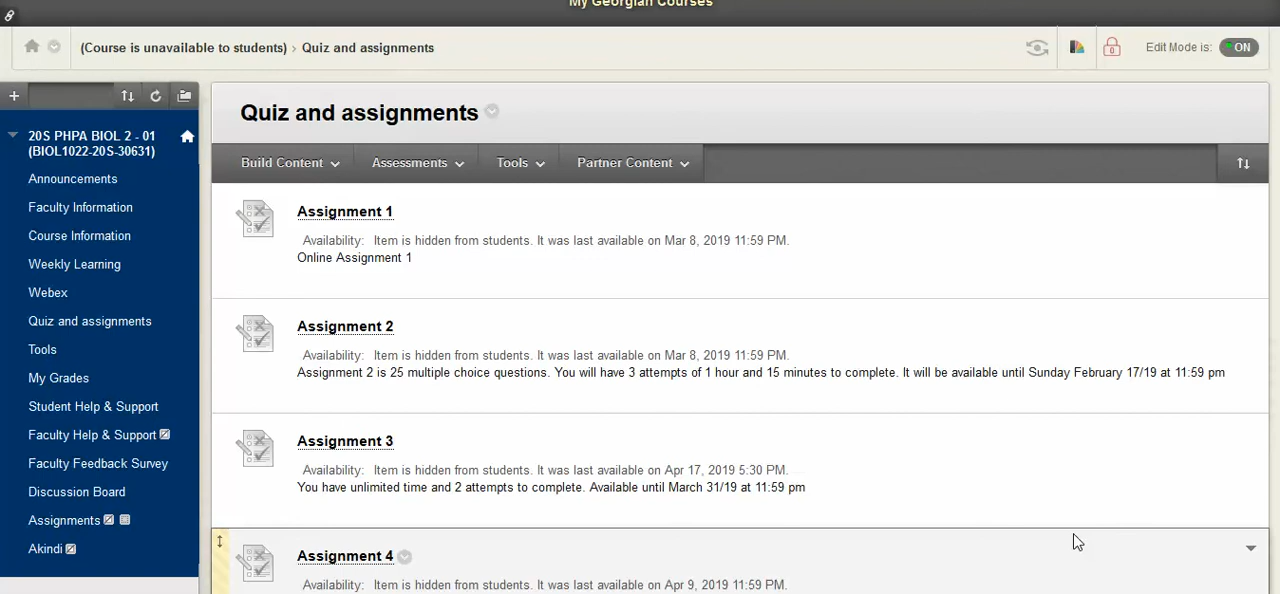 My Georgian Courses
(Course is unavailable to students) › Quiz and assignments
Edit Mode is: ON
20S PHPA BIOL 2 - 01
(BIOL1022-20S-30631)
Announcements
Faculty Information
Course Information
Weekly Learning
Webex
Quiz and assignments
Tools
My Grades
Student Help & Support
Faculty Help & Support
Faculty Feedback Survey
Discussion Board
Assignments
Akindi
Quiz and assignments
Build Content Assessments Tools Partner Content
Assignment 1
Availability: Item is hidden from students. It was last available on Mar 8, 2019 11:59 PM.
Online Assignment 1
Assignment 2
Availability: Item is hidden from students. It was last available on Mar 8, 2019 11:59 PM.
Assignment 2 is 25 multiple choice questions. You will have 3 attempts of 1 hour and 15 minutes to complete. It will be available until Sunday February 17/19 at 11:59 pm
Assignment 3
Availability: Item is hidden from students. It was last available on Apr 17, 2019 5:30 PM.
You have unlimited time and 2 attempts to complete. Available until March 31/19 at 11:59 pm
Assignment 4
Availability: Item is hidden from students. It was last available on Apr 9, 2019 11:59 PM.